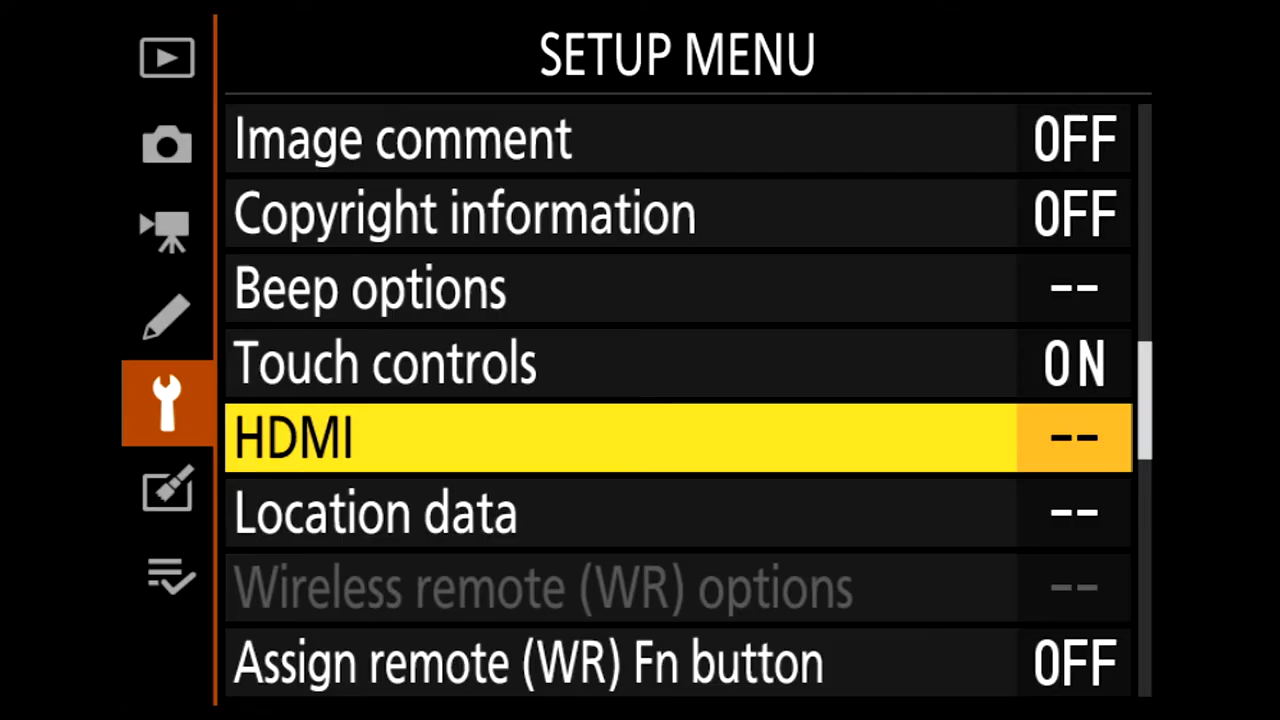 SETUP MENU
Image comment OFF
Copyright information OFF
Beep options --
Touch controls ON
HDMI --
Location data --
Wireless remote (WR) options --
Assign remote (WR) Fn button OFF